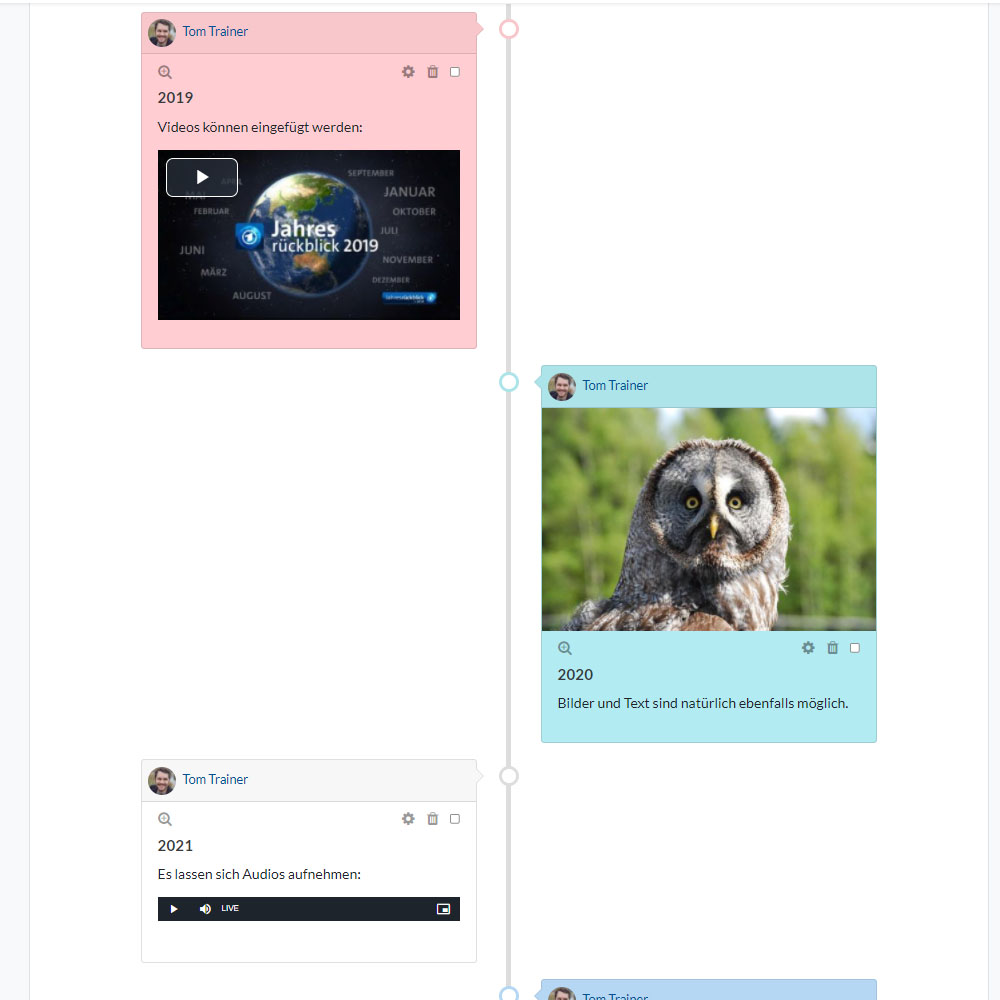 Tom Trainer
2019
Videos können eingefügt werden:
APRIL
SEPTEMBER
MAI
JANUAR
FEBRUAR
OKTOBER
Jahres
JULI
rückblick 2019
JUNI
NOVEMBER
MÄRZ
DEZEMBER
AUGUST
Jahresrückblick
Tom Trainer
2020
Bilder und Text sind natürlich ebenfalls möglich.
Tom Trainer
2021
Es lassen sich Audios aufnehmen:
LIVE
Tom Trainer